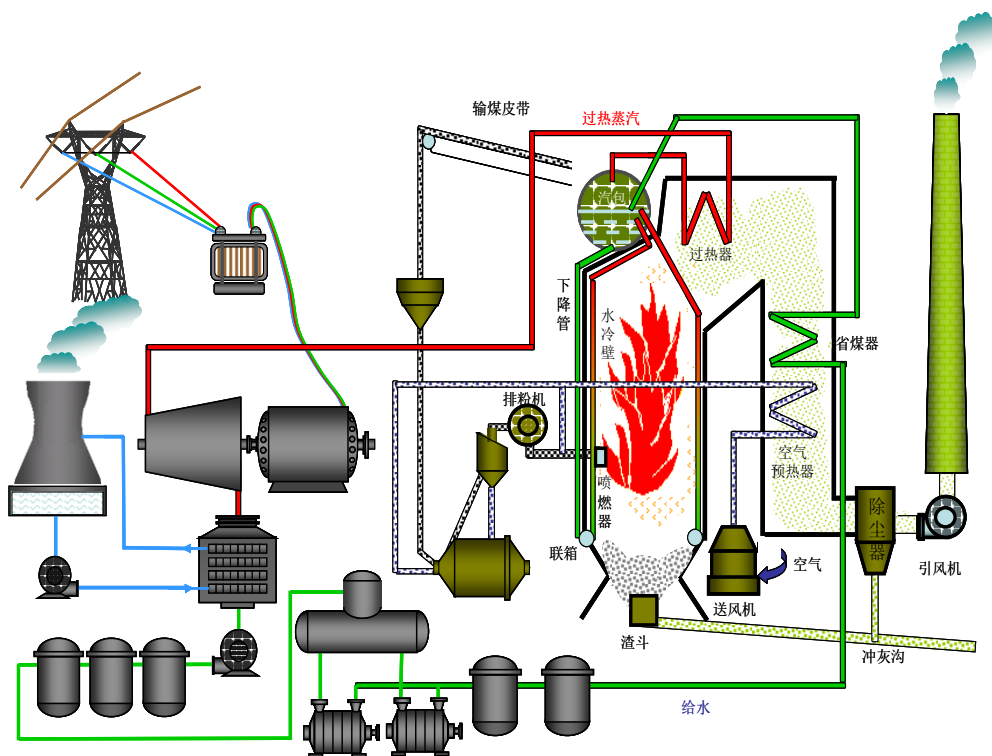 输煤皮带
过热蒸汽
汽包
过热器
下降管
水冷壁
省煤器
排粉机
空气
预热器
喷燃器
除尘器
联箱
空气
引风机
送风机
渣斗
冲灰沟
给水